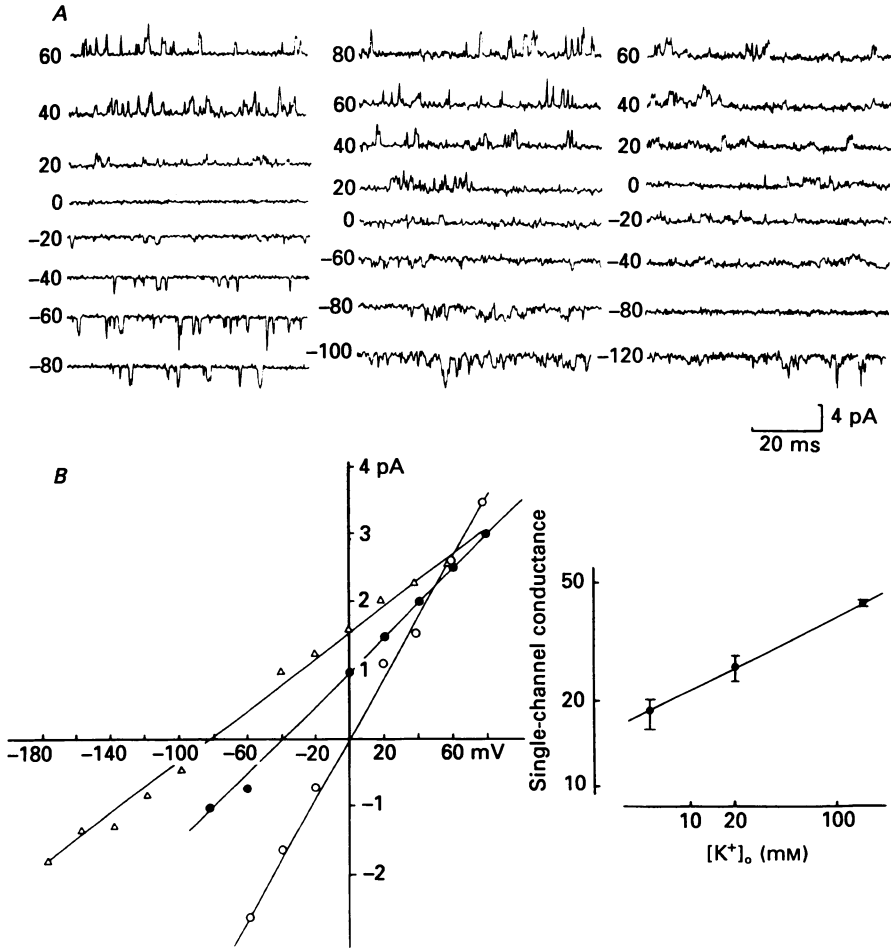 A
60 80 60
40 60 40
20 40 20
0 20 0
−20 0 −20
−40 −60 −40
−60 −80 −80
−80 −100 −120
4 pA
20 ms
B
4 pA
3
2
1
−180 −140 −100 −60 −20 20 60 mV
−1
−2
Single-channel conductance
50
20
10
10 20 100
[K⁺]ₒ (mM)